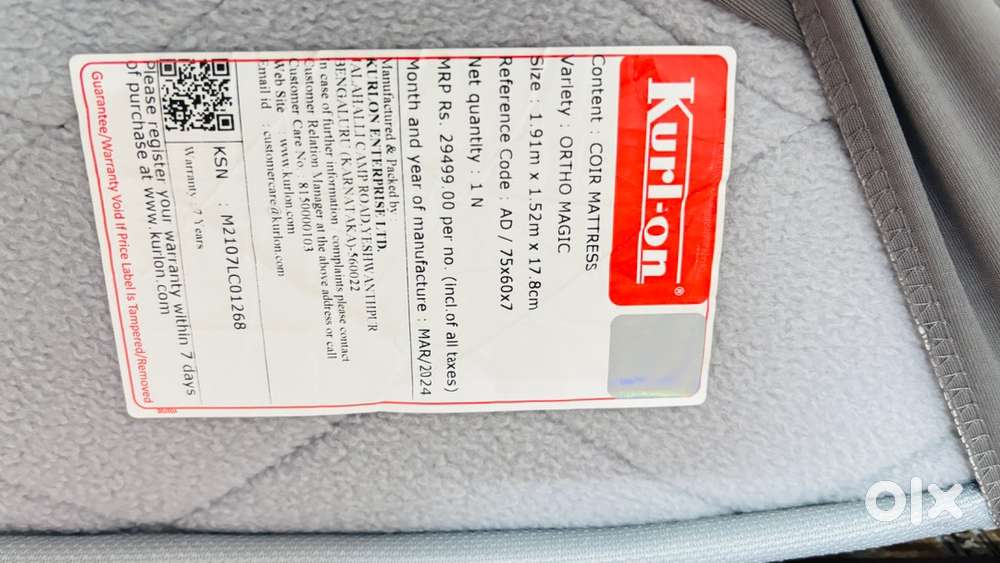 Kurl-on®
Content : COIR MATTRESS
Variety : ORTHO MAGIC
Size : 1.91m x 1.52m x 17.8cm
Reference Code : AD / 75x60x7
Net quantity : 1 N
MRP Rs. 29499.00 per no. (incl.of all taxes)
Month and year of manufacture : MAR/2024
Manufactured & Packed by :
KURLON ENTERPRISE LTD.
JALAHALLI CAMP ROAD,YESHWANTHPUR
BENGALURU (KARNATAKA)-560022
In case of further information complaints please contact
Customer Relation Manager at the above address or call
Customer Care No. 8150000103
Web Site : www.kurlon.com
Email id : customercare@kurlon.com
KSN : M2107LC01268
Warranty 7 Years
Please register your warranty within 7 days
of purchase at www.kurlon.com
Guarantee/Warranty Void If Price Label Is Tampered/Removed
olx